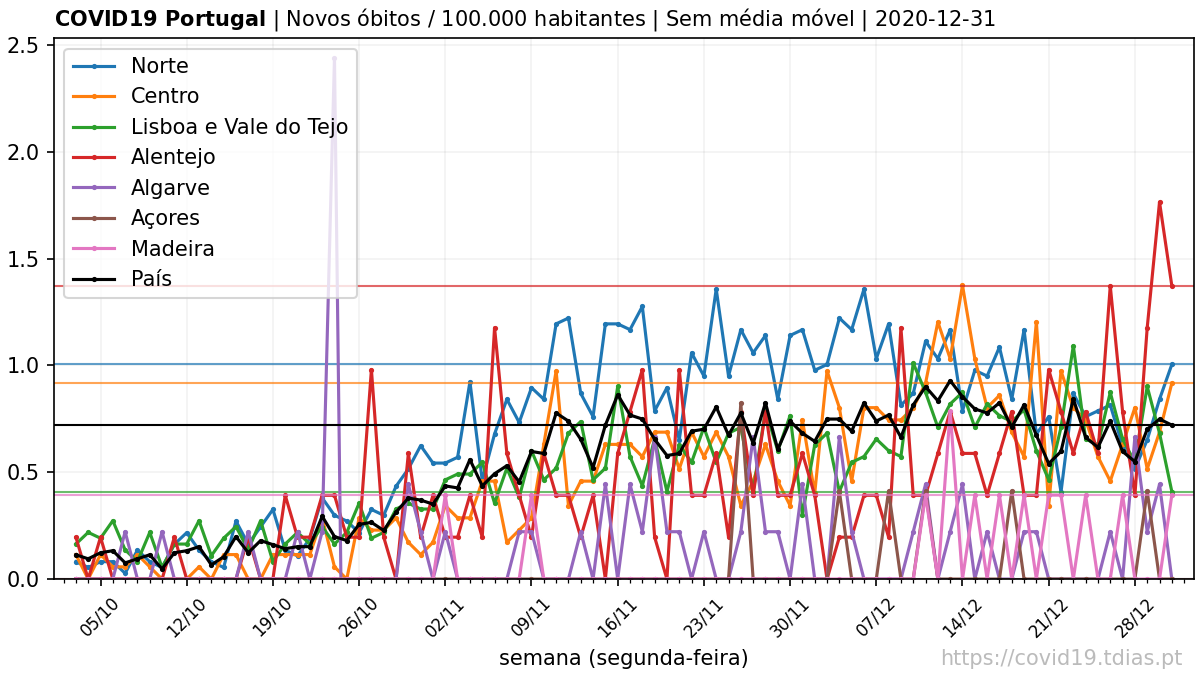 COVID19 Portugal | Novos óbitos / 100.000 habitantes | Sem média móvel | 2020-12-31
2.5
2.0
1.5
1.0
0.5
0.0
Norte
Centro
Lisboa e Vale do Tejo
Alentejo
Algarve
Açores
Madeira
País
05/10
12/10
19/10
26/10
02/11
09/11
16/11
23/11
30/11
07/12
14/12
21/12
28/12
semana (segunda-feira)
https://covid19.tdias.pt